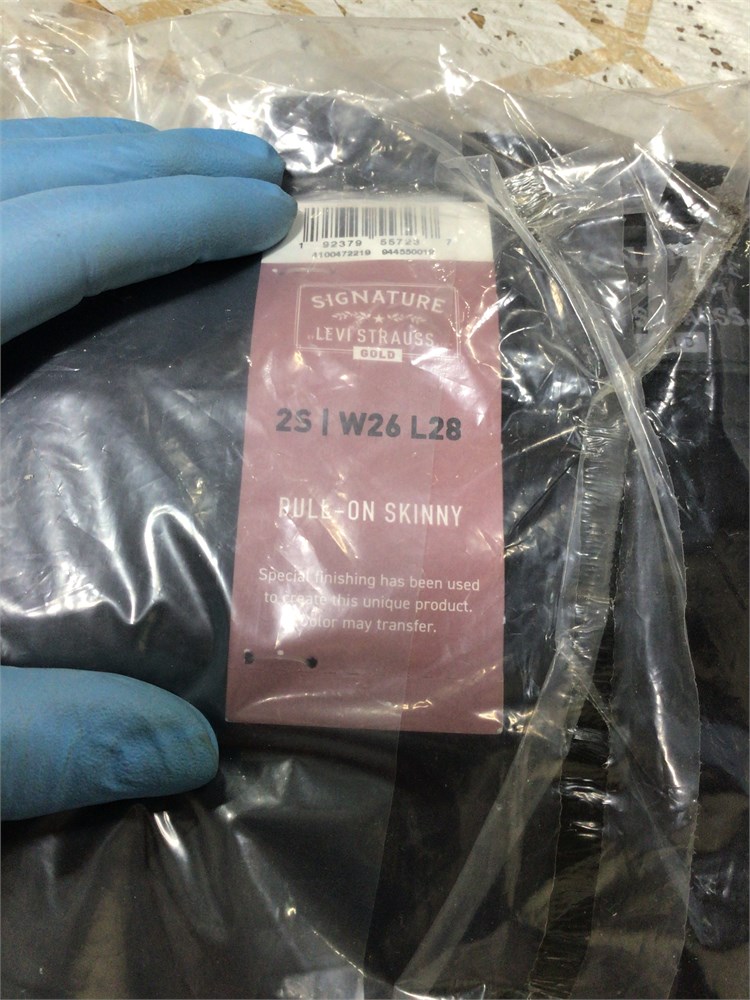 1 92379 55723 7
4100472219 944550019
SIGNATURE
BY LEVI STRAUSS
GOLD
2S | W26 L28
PULL-ON SKINNY
Special finishing has been used
to create this unique product.
Color may transfer.